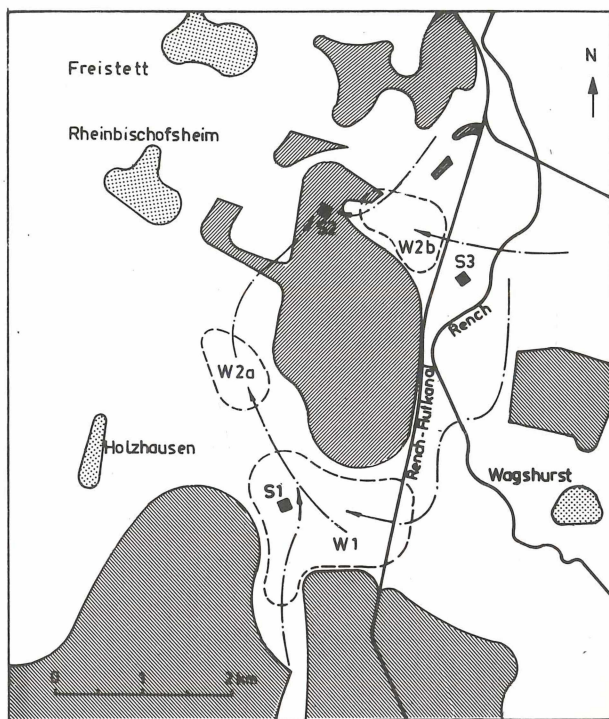 Freistett
N
Rheinbischofsheim
S2
W2b
S3
Rench
W2a
Rench-Flutkanal
Holzhausen
Wagshurst
S1
W1
0 1 2 km